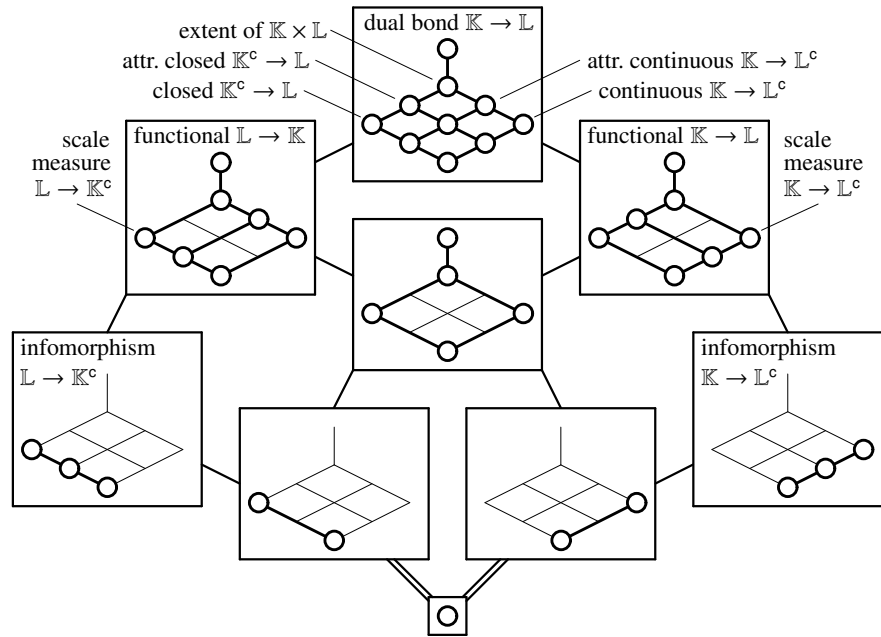 extent of 𝕂 × 𝕃
dual bond 𝕂 → 𝕃
attr. closed 𝕂ᶜ → 𝕃
attr. continuous 𝕂 → 𝕃ᶜ
closed 𝕂ᶜ → 𝕃
continuous 𝕂 → 𝕃ᶜ
scale
measure
𝕃 → 𝕂ᶜ
functional 𝕃 → 𝕂
functional 𝕂 → 𝕃
scale
measure
𝕂 → 𝕃ᶜ
infomorphism
𝕃 → 𝕂ᶜ
infomorphism
𝕂 → 𝕃ᶜ